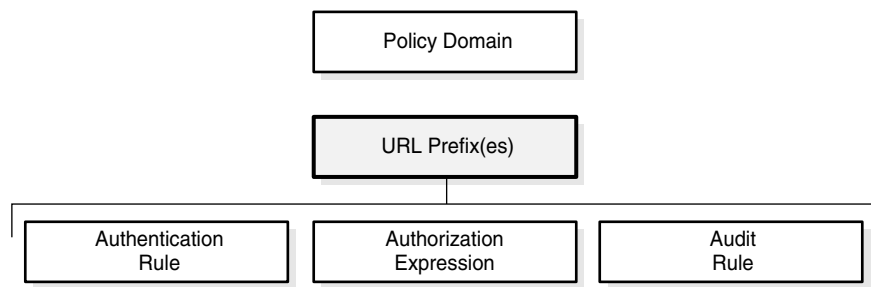 Policy Domain
URL Prefix(es)
Authentication
Rule
Authorization
Expression
Audit
Rule